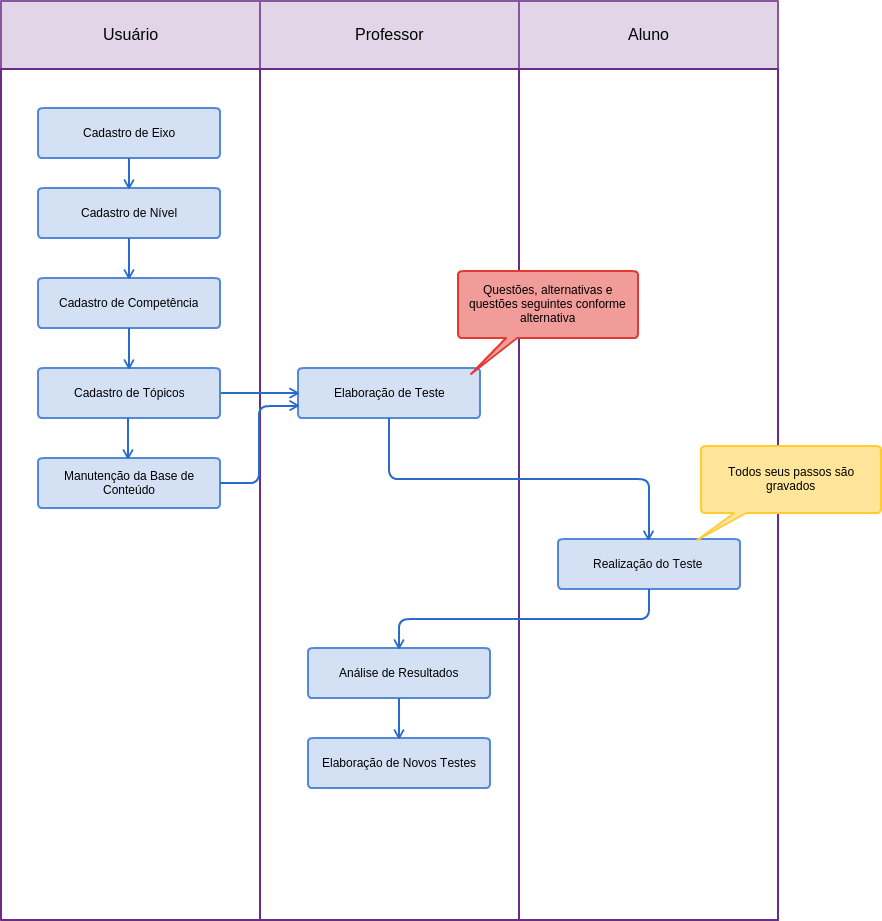 Usuário
Professor
Aluno
Cadastro de Eixo
Cadastro de Nível
Cadastro de Competência
Questões, alternativas e
questões seguintes conforme
alternativa
Cadastro de Tópicos
Elaboração de Teste
Manutenção da Base de
Conteúdo
Todos seus passos são
gravados
Realização do Teste
Análise de Resultados
Elaboração de Novos Testes